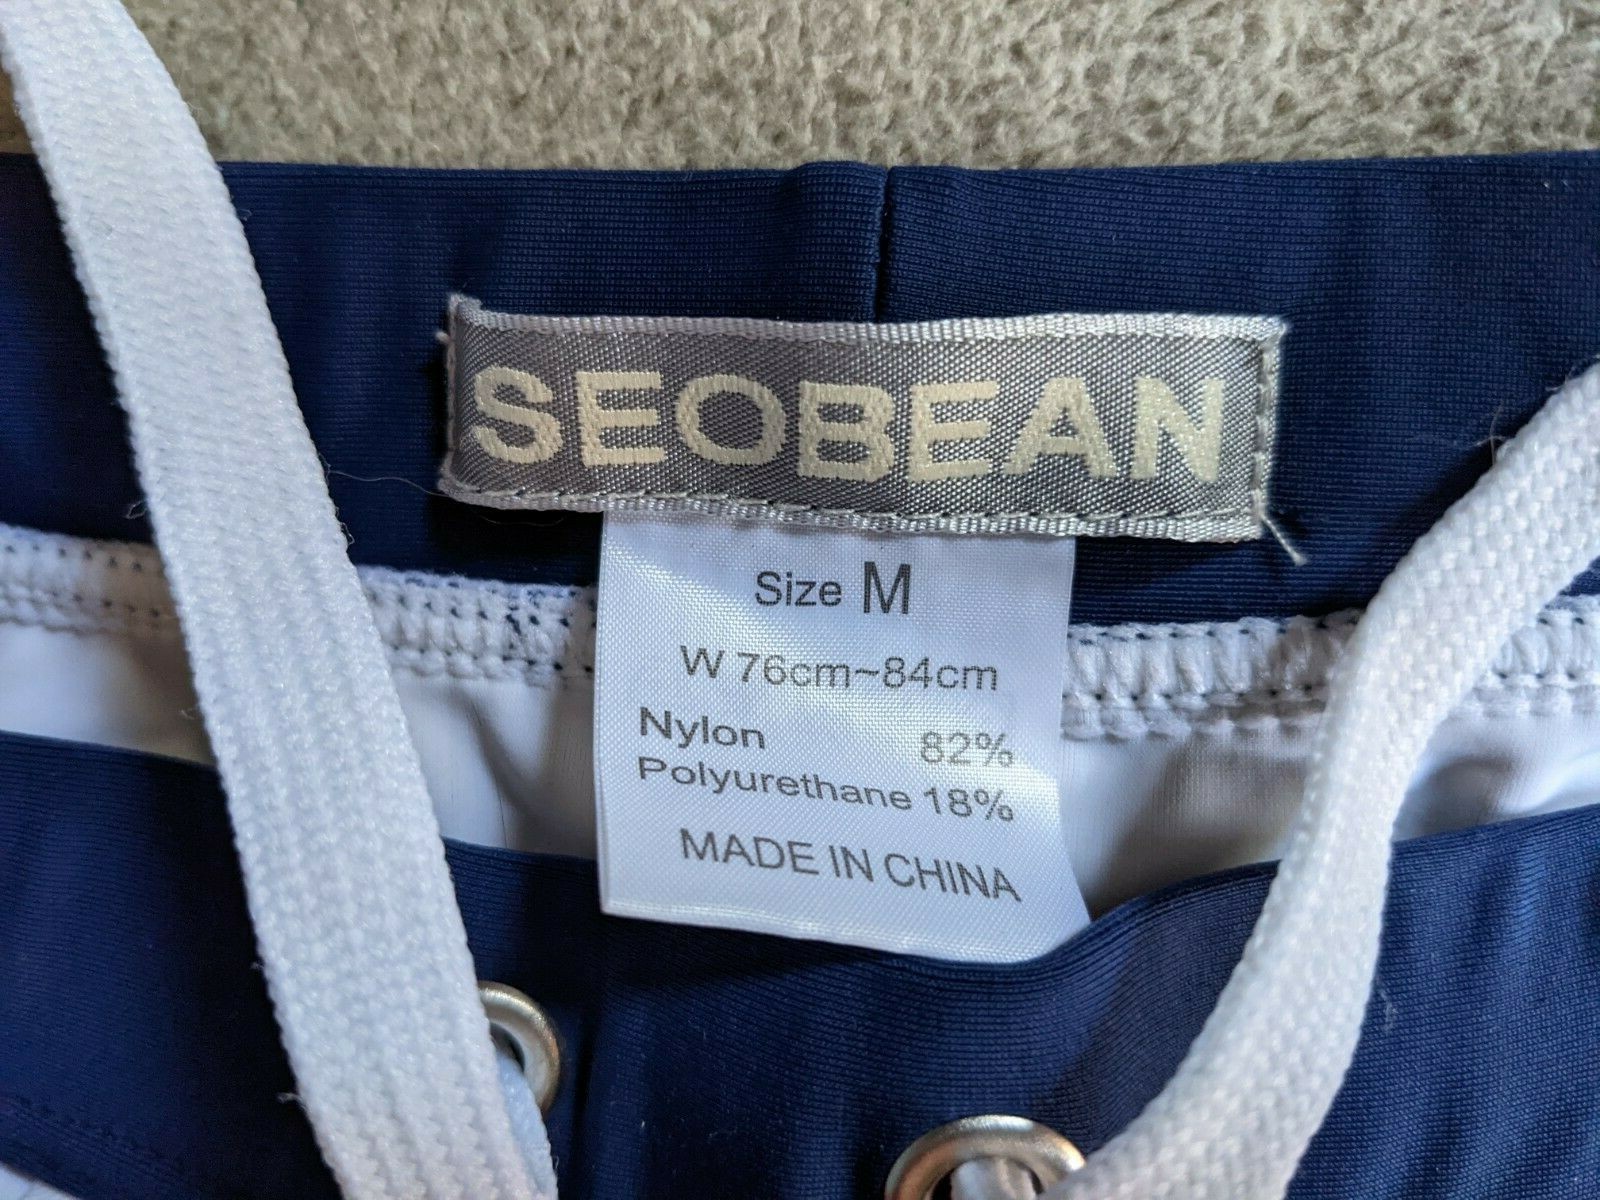 SEOBEAN
Size M
W 76cm~84cm
Nylon 82%
Polyurethane 18%
MADE IN CHINA